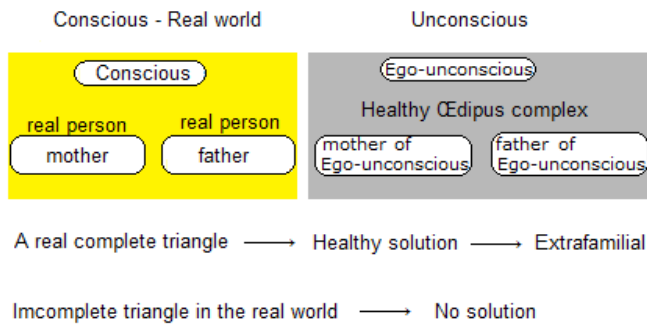 Conscious - Real world
Unconscious
Conscious
Ego-unconscious
Healthy Œdipus complex
real person
real person
mother
father
mother of
Ego-unconscious
father of
Ego-unconscious
A real complete triangle ⟶ Healthy solution ⟶ Extrafamilial
Imcomplete triangle in the real world ⟶ No solution